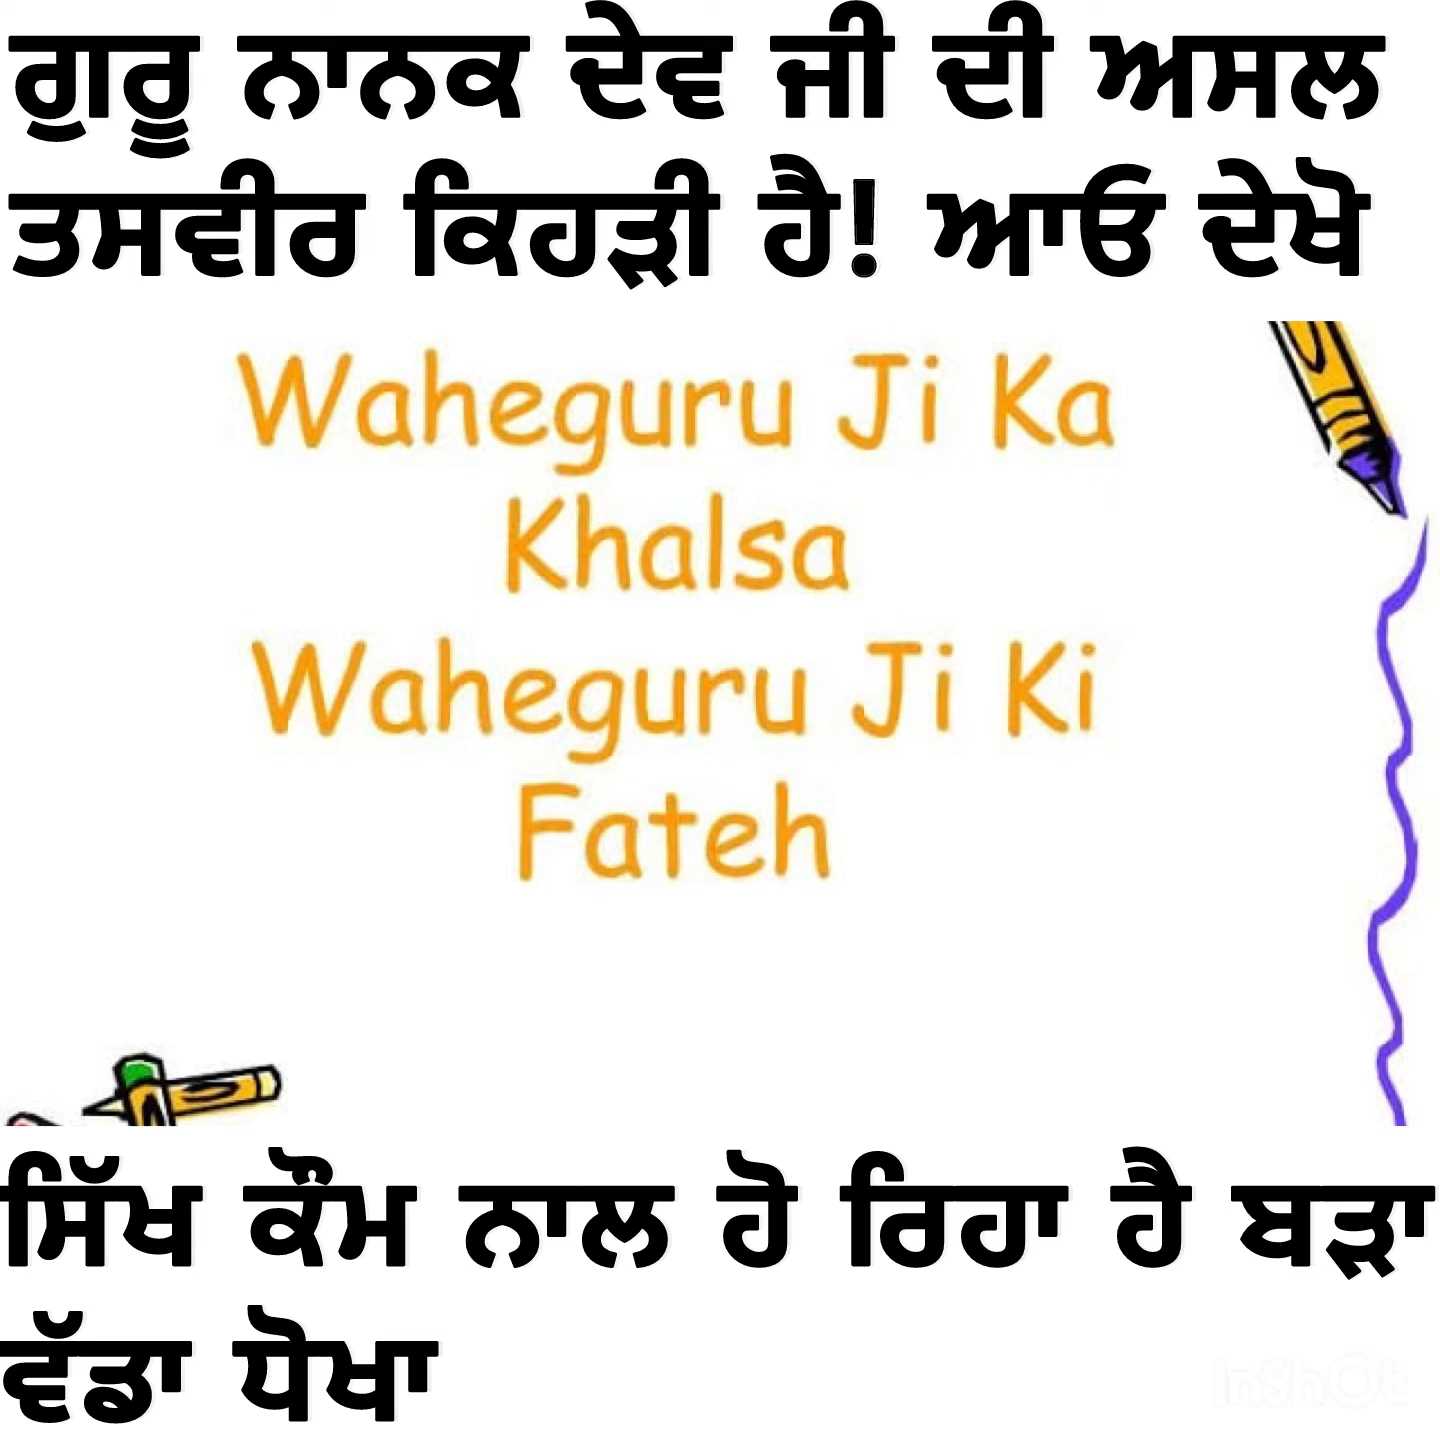 ਗੁਰੂ ਨਾਨਕ ਦੇਵ ਜੀ ਦੀ ਅਸਲ
ਤਸਵੀਰ ਕਿਹੜੀ ਹੈ! ਆਓ ਦੇਖੋ
Waheguru Ji Ka
Khalsa
Waheguru Ji Ki
Fateh
ਸਿੱਖ ਕੌਮ ਨਾਲ ਹੋ ਰਿਹਾ ਹੈ ਬੜਾ
ਵੱਡਾ ਧੋਖਾ
InShOt